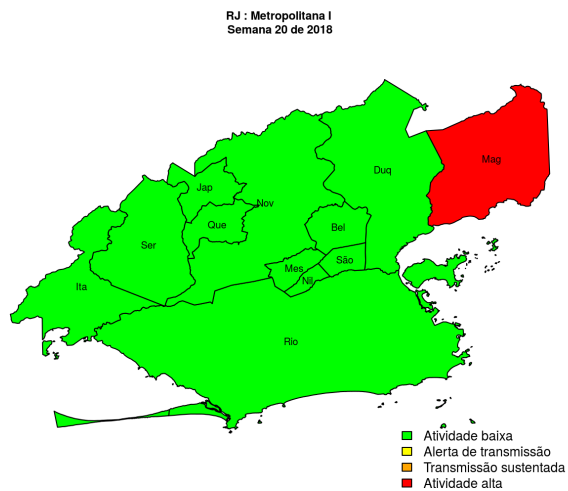 RJ : Metropolitana I
Semana 20 de 2018
Mag
Duq
Jap
Nov
Que
Bel
Ser
São
Mes
Nil
Ita
Rio
Atividade baixa
Alerta de transmissão
Transmissão sustentada
Atividade alta